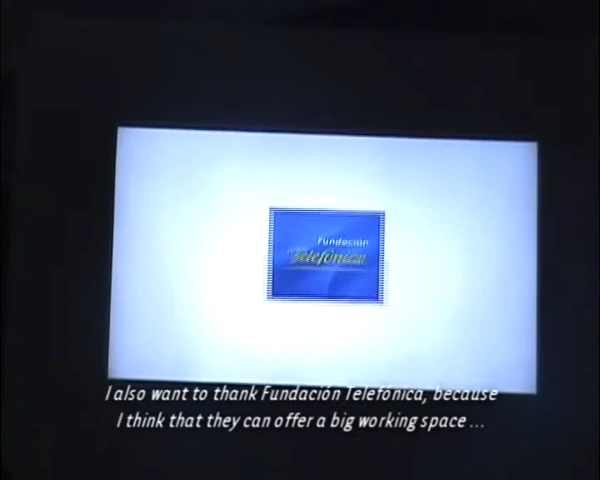 Fundación
Telefónica
I also want to thank Fundación Telefónica, because
I think that they can offer a big working space ...